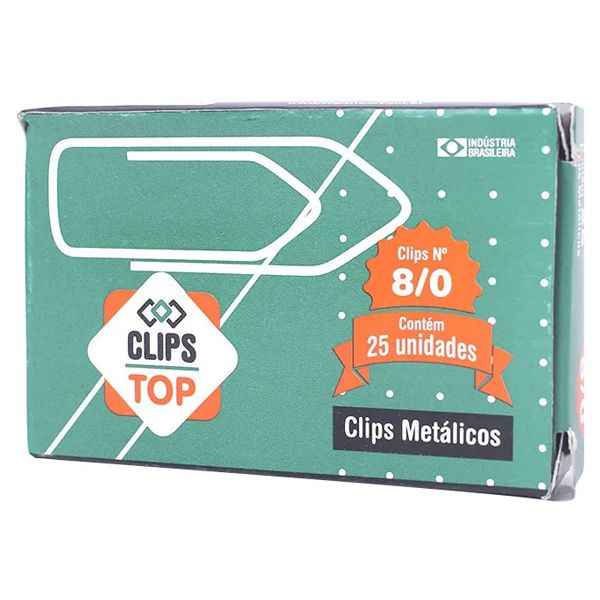 INDÚSTRIA
BRASILEIRA
Clips Nº
8/0
Contém
25 unidades
CLIPS
TOP
Clips Metálicos